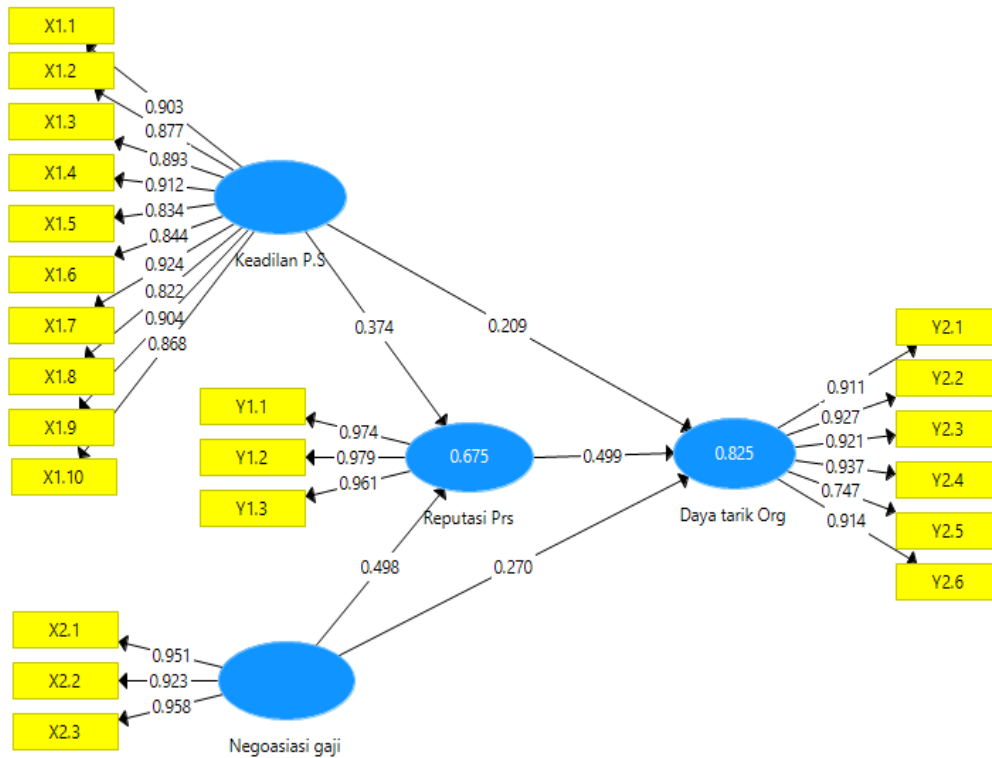 X1.1
X1.2
X1.3
X1.4
X1.5
X1.6
X1.7
X1.8
X1.9
X1.10
0.903
0.877
0.893
0.912
0.834
0.844
0.924
0.822
0.904
0.868
Keadilan P.S
0.374
0.209
Y1.1
Y1.2
Y1.3
0.974
0.979
0.961
0.675
Reputasi Prs
0.499
0.825
Daya tarik Org
0.911
0.927
0.921
0.937
0.747
0.914
Y2.1
Y2.2
Y2.3
Y2.4
Y2.5
Y2.6
0.498
0.270
X2.1
X2.2
X2.3
0.951
0.923
0.958
Negoasiasi gaji